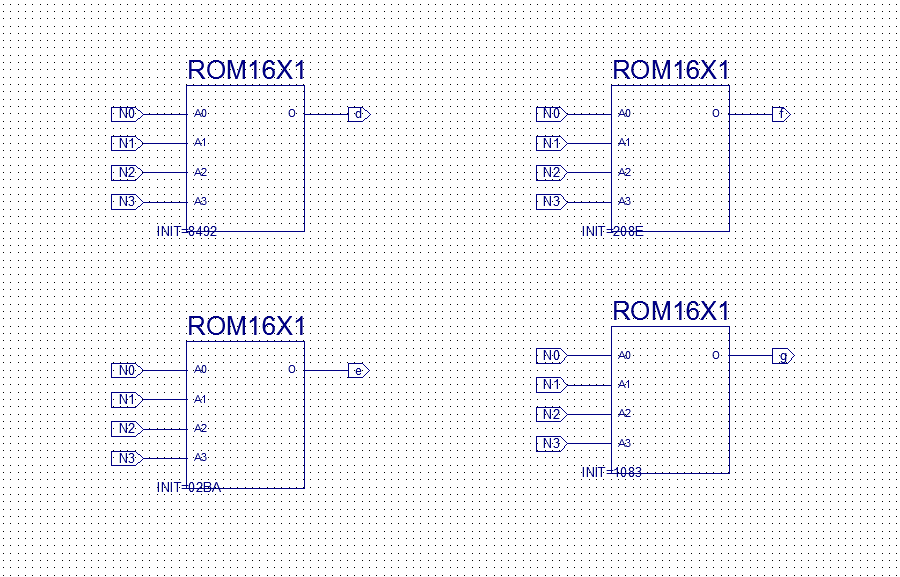 ROM16X1
N0 A0 O d
N1 A1
N2 A2
N3 A3
INIT=8492
ROM16X1
N0 A0 O f
N1 A1
N2 A2
N3 A3
INIT=208E
ROM16X1
N0 A0 O e
N1 A1
N2 A2
N3 A3
INIT=02BA
ROM16X1
N0 A0 O g
N1 A1
N2 A2
N3 A3
INIT=1083